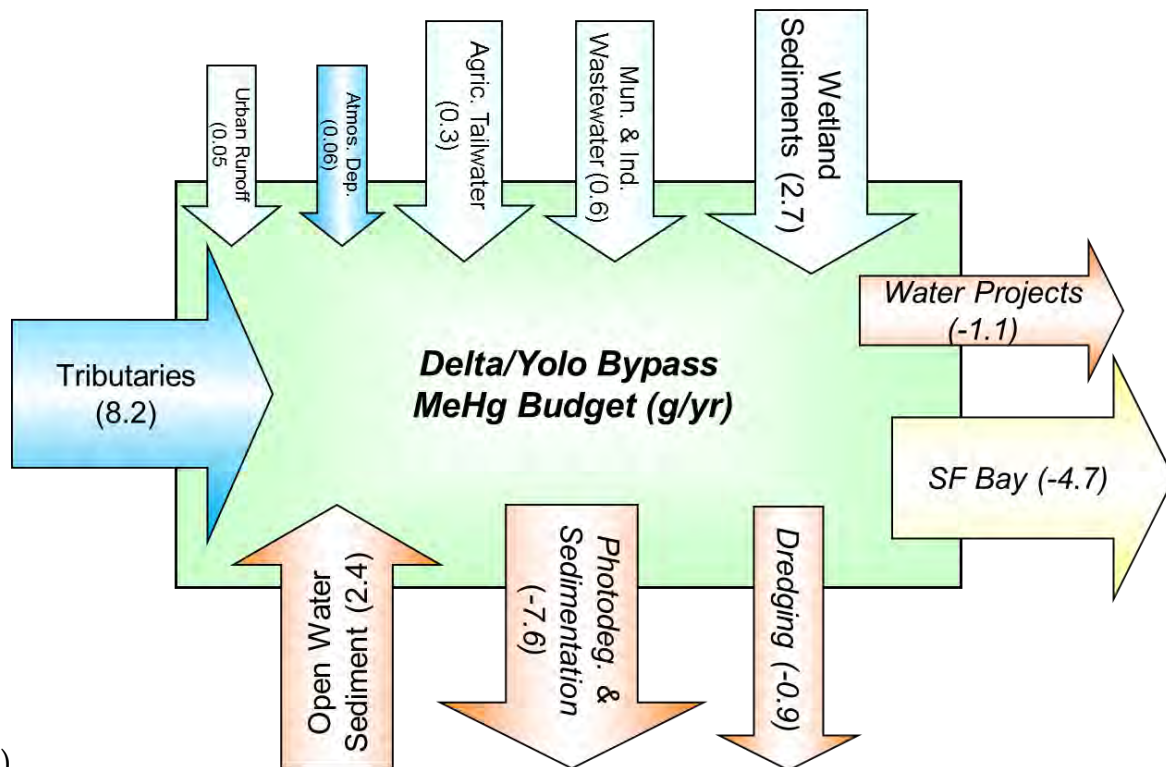 Urban Runoff
(0.05
Atmos. Dep.
(0.06)
Agric. Tailwater
(0.3)
Mun. & Ind.
Wastewater (0.6)
Wetland
Sediments (2.7)
Water Projects
(-1.1)
Tributaries
(8.2)
Delta/Yolo Bypass
MeHg Budget (g/yr)
SF Bay (-4.7)
Open Water
Sediment (2.4)
Photodeg. &
Sedimentation
(-7.6)
Dredging (-0.9)
)